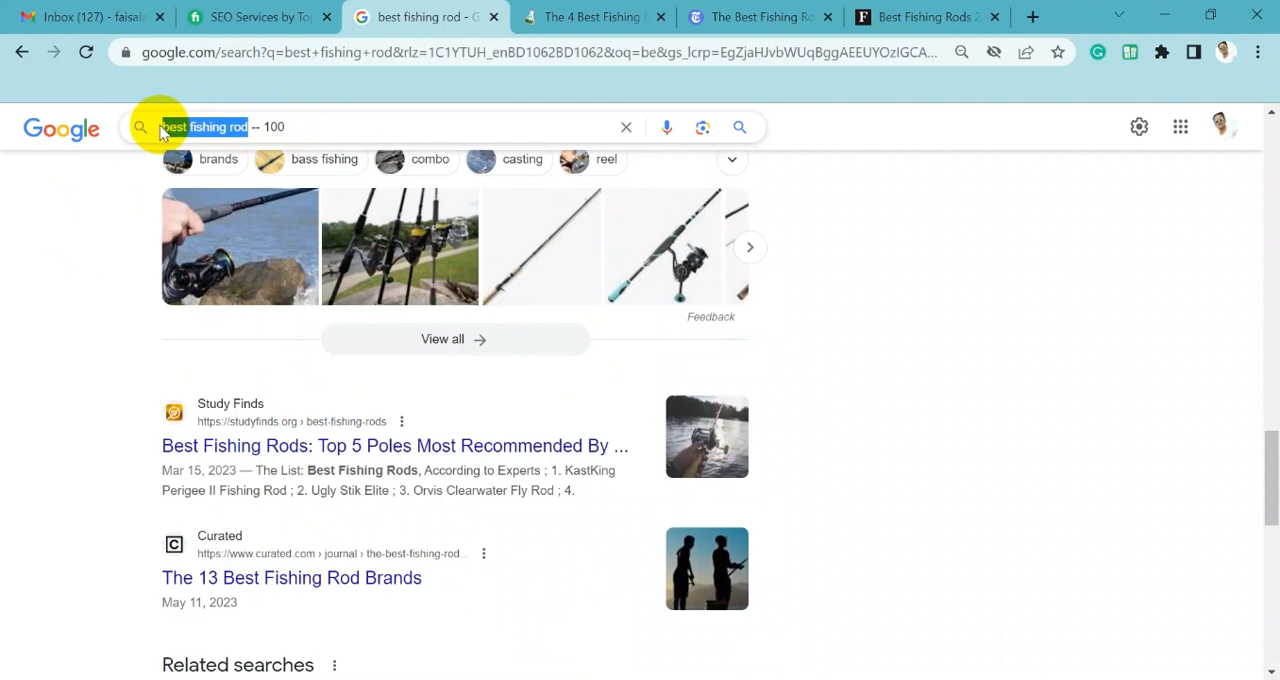 Inbox (127) - faisala
SEO Services by Top
best fishing rod - G
The 4 Best Fishing
The Best Fishing Ro
Best Fishing Rods 2
google.com/search?q=best+fishing+rod&rlz=1C1YTUH_enBD1062BD1062&oq=be&gs_lcrp=EgZjaHJvbWUqBggAEEUYOzIGCA...
Google
best fishing rod -- 100
brands
bass fishing
combo
casting
reel
Feedback
View all
Study Finds
https://studyfinds.org › best-fishing-rods
Best Fishing Rods: Top 5 Poles Most Recommended By ...
Mar 15, 2023 — The List: Best Fishing Rods, According to Experts ; 1. KastKing
Perigee II Fishing Rod ; 2. Ugly Stik Elite ; 3. Orvis Clearwater Fly Rod ; 4.
Curated
https://www.curated.com › journal › the-best-fishing-rod...
The 13 Best Fishing Rod Brands
May 11, 2023
Related searches